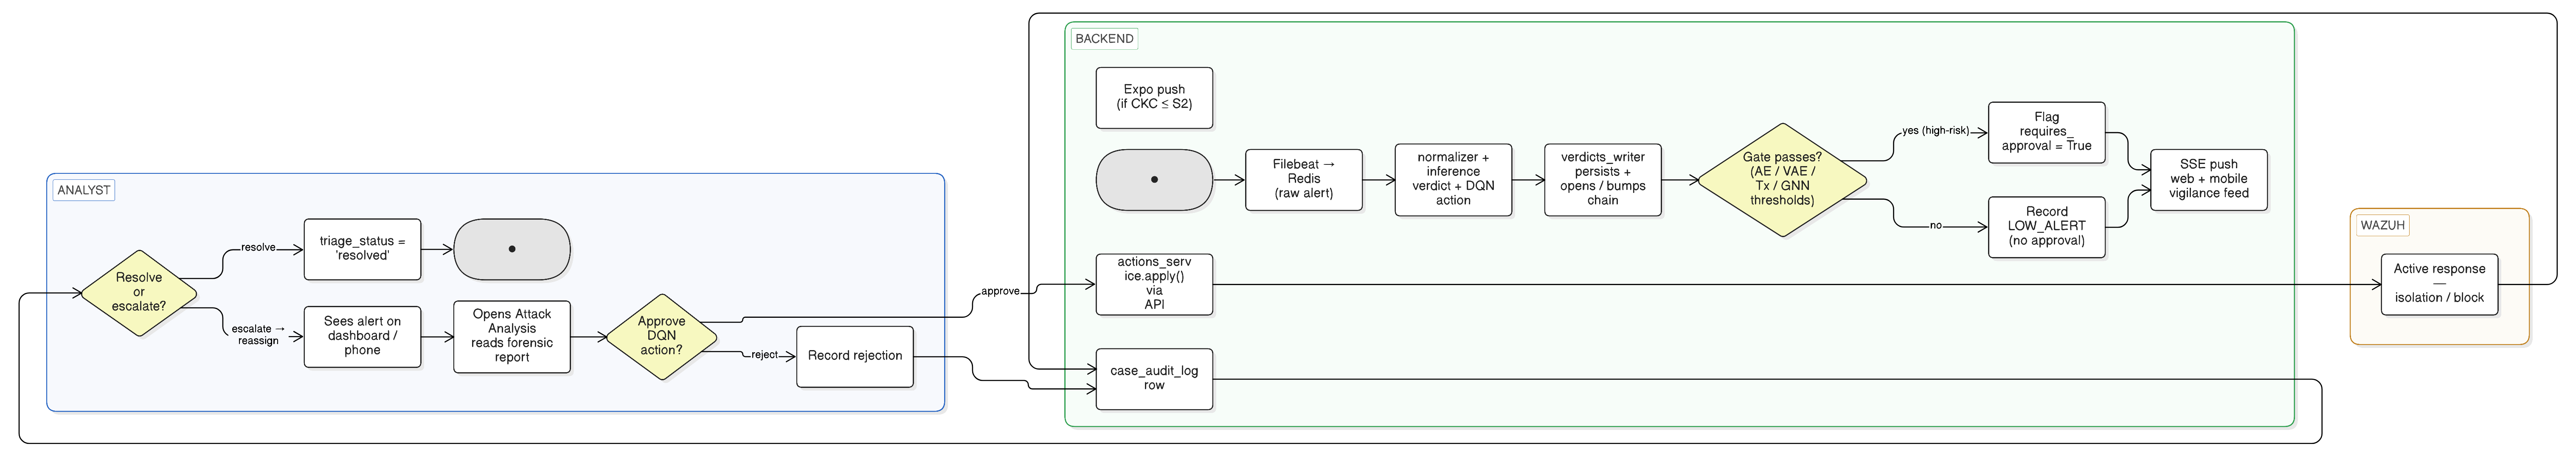 BACKEND
Expo push
(if CKC ≤ S2)
Filebeat →
Redis
(raw alert)
normalizer +
inference
verdict + DQN
action
verdicts_writer
persists +
opens / bumps
chain
Gate passes?
(AE / VAE /
Tx / GNN
thresholds)
yes (high-risk)
no
Flag
requires_
approval = True
Record
LOW_ALERT
(no approval)
SSE push
web + mobile
vigilance feed
actions_serv
ice.apply()
via
API
case_audit_log
row
ANALYST
Resolve
or
escalate?
resolve
escalate →
reassign
triage_status =
'resolved'
Sees alert on
dashboard /
phone
Opens Attack
Analysis
reads forensic
report
Approve
DQN
action?
approve
reject
Record rejection
WAZUH
Active response
—
isolation / block